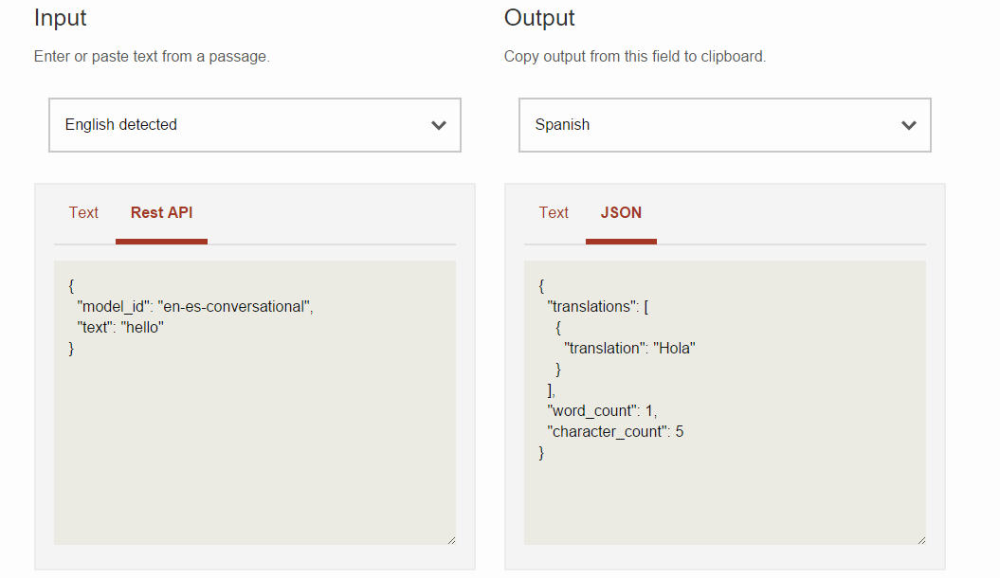 Input
Enter or paste text from a passage.
English detected
Text Rest API
{
"model_id": "en-es-conversational",
"text": "hello"
}
Output
Copy output from this field to clipboard.
Spanish
Text JSON
{
"translations": [
{
"translation": "Hola"
}
],
"word_count": 1,
"character_count": 5
}